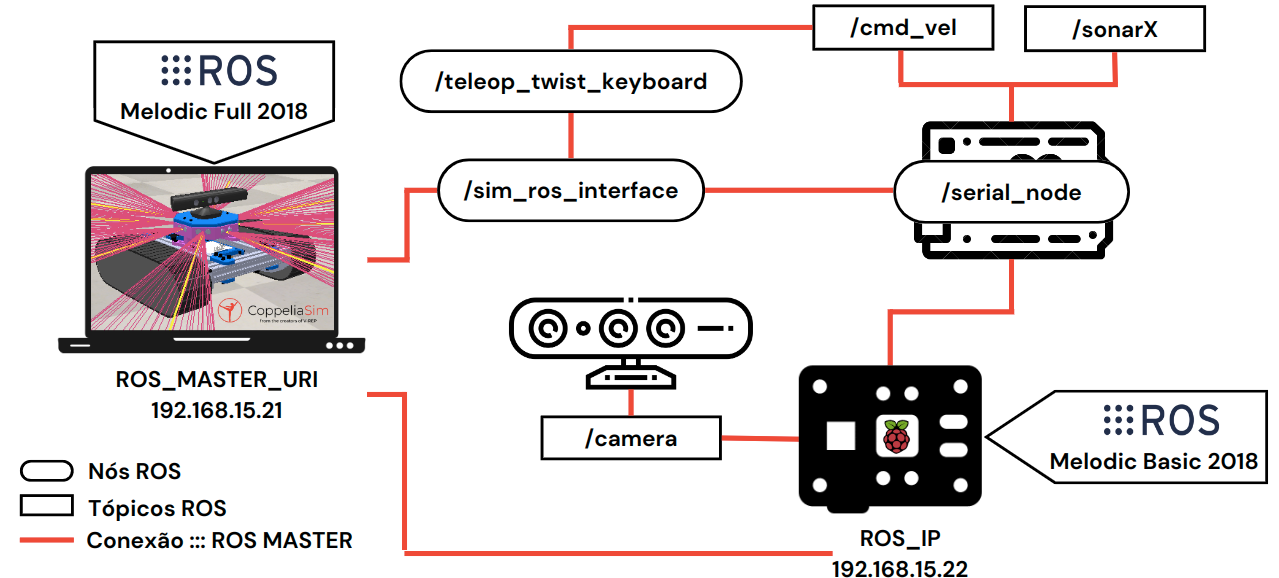 /cmd_vel
/sonarX
ROS
Melodic Full 2018
/teleop_twist_keyboard
/sim_ros_interface
/serial_node
CoppeliaSim
from the creators of V-REP
ROS_MASTER_URI
192.168.15.21
/camera
ROS
Melodic Basic 2018
Nós ROS
Tópicos ROS
Conexão ::: ROS MASTER
ROS_IP
192.168.15.22